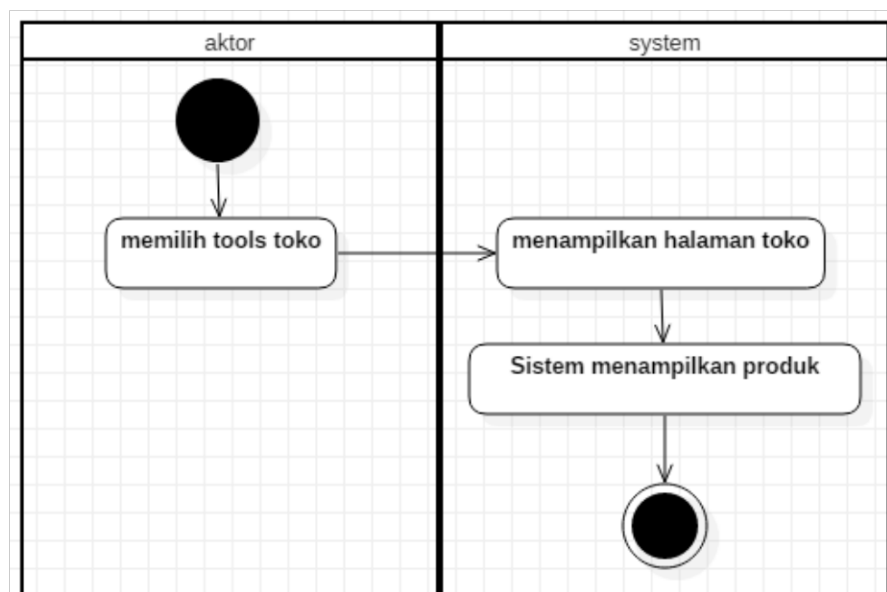 aktor
system
memilih tools toko
menampilkan halaman toko
Sistem menampilkan produk